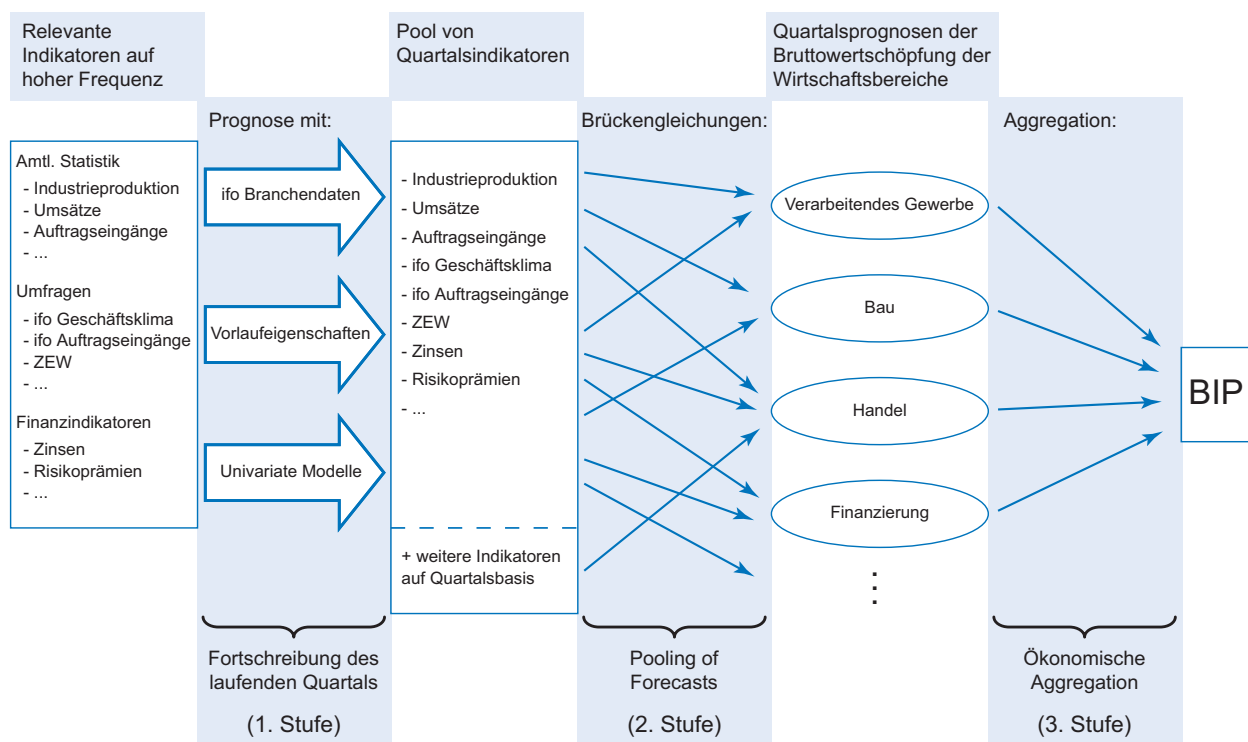 Relevante
Indikatoren auf
hoher Frequenz
Pool von
Quartalsindikatoren
Quartalsprognosen der
Bruttowertschöpfung der
Wirtschaftsbereiche
Prognose mit:
Brückengleichungen:
Aggregation:
Amtl. Statistik
- Industrieproduktion
- Umsätze
- Auftragseingänge
- ...
Umfragen
- ifo Geschäftsklima
- ifo Auftragseingänge
- ZEW
- ...
Finanzindikatoren
- Zinsen
- Risikoprämien
- ...
ifo Branchendaten
Vorlaufeigenschaften
Univariate Modelle
- Industrieproduktion
- Umsätze
- Auftragseingänge
- ifo Geschäftsklima
- ifo Auftragseingänge
- ZEW
- Zinsen
- Risikoprämien
- ...
+ weitere Indikatoren
auf Quartalsbasis
Verarbeitendes Gewerbe
Bau
Handel
Finanzierung
⋮
BIP
Fortschreibung des
laufenden Quartals
(1. Stufe)
Pooling of
Forecasts
(2. Stufe)
Ökonomische
Aggregation
(3. Stufe)